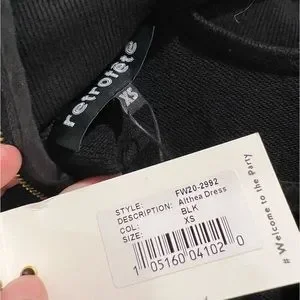 retroféte
XS
STYLE: FW20-2992
DESCRIPTION: Althea Dress
COL: BLK
SIZE: XS
1 05160 04102 0
# Welcome to the Party